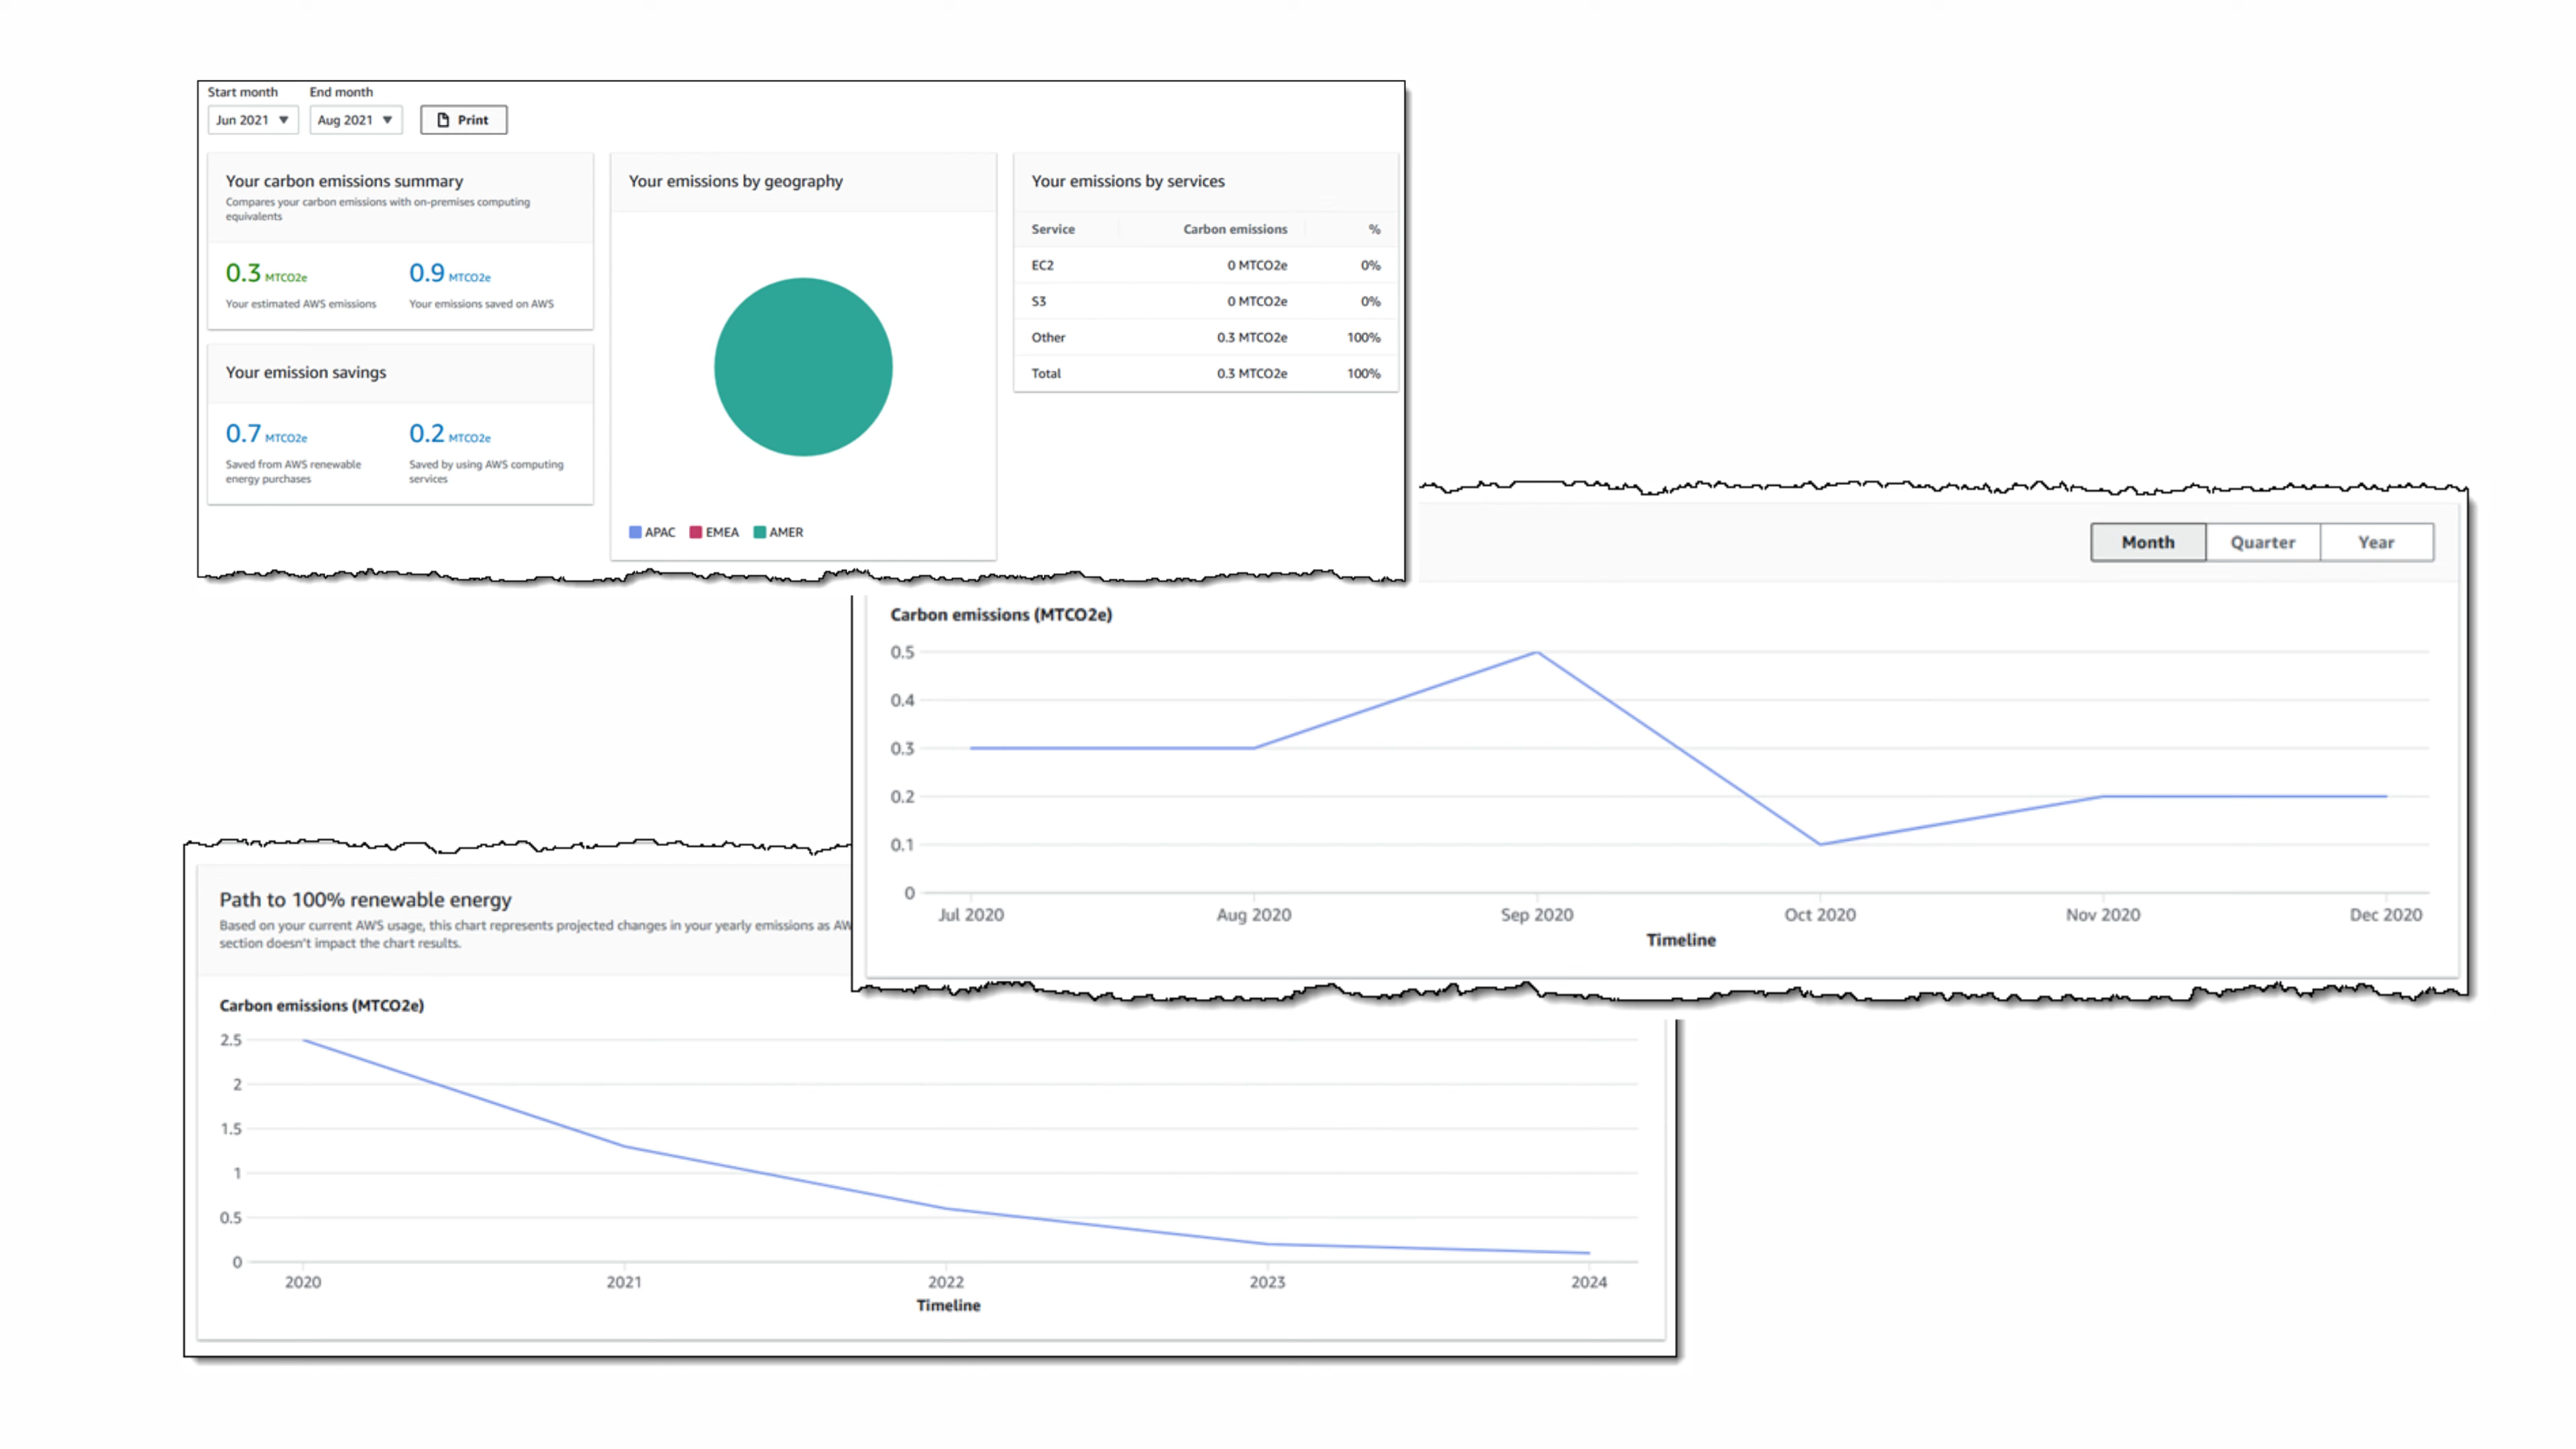 Start month End month
Jun 2021 Aug 2021 Print
Your carbon emissions summary
Compares your carbon emissions with on-premises computing
equivalents
0.3 MTCO2e 0.9 MTCO2e
Your estimated AWS emissions Your emissions saved on AWS
Your emission savings
0.7 MTCO2e 0.2 MTCO2e
Saved from AWS renewable
energy purchases
Saved by using AWS computing
services
Your emissions by geography
APAC EMEA AMER
Your emissions by services
Service Carbon emissions %
EC2 0 MTCO2e 0%
S3 0 MTCO2e 0%
Other 0.3 MTCO2e 100%
Total 0.3 MTCO2e 100%
Month Quarter Year
Carbon emissions (MTCO2e)
0.5
0.4
0.3
0.2
0.1
0
Jul 2020 Aug 2020 Sep 2020 Oct 2020 Nov 2020 Dec 2020
Timeline
Path to 100% renewable energy
Based on your current AWS usage, this chart represents projected changes in your yearly emissions as AW
section doesn't impact the chart results.
Carbon emissions (MTCO2e)
2.5
2
1.5
1
0.5
0
2020 2021 2022 2023 2024
Timeline